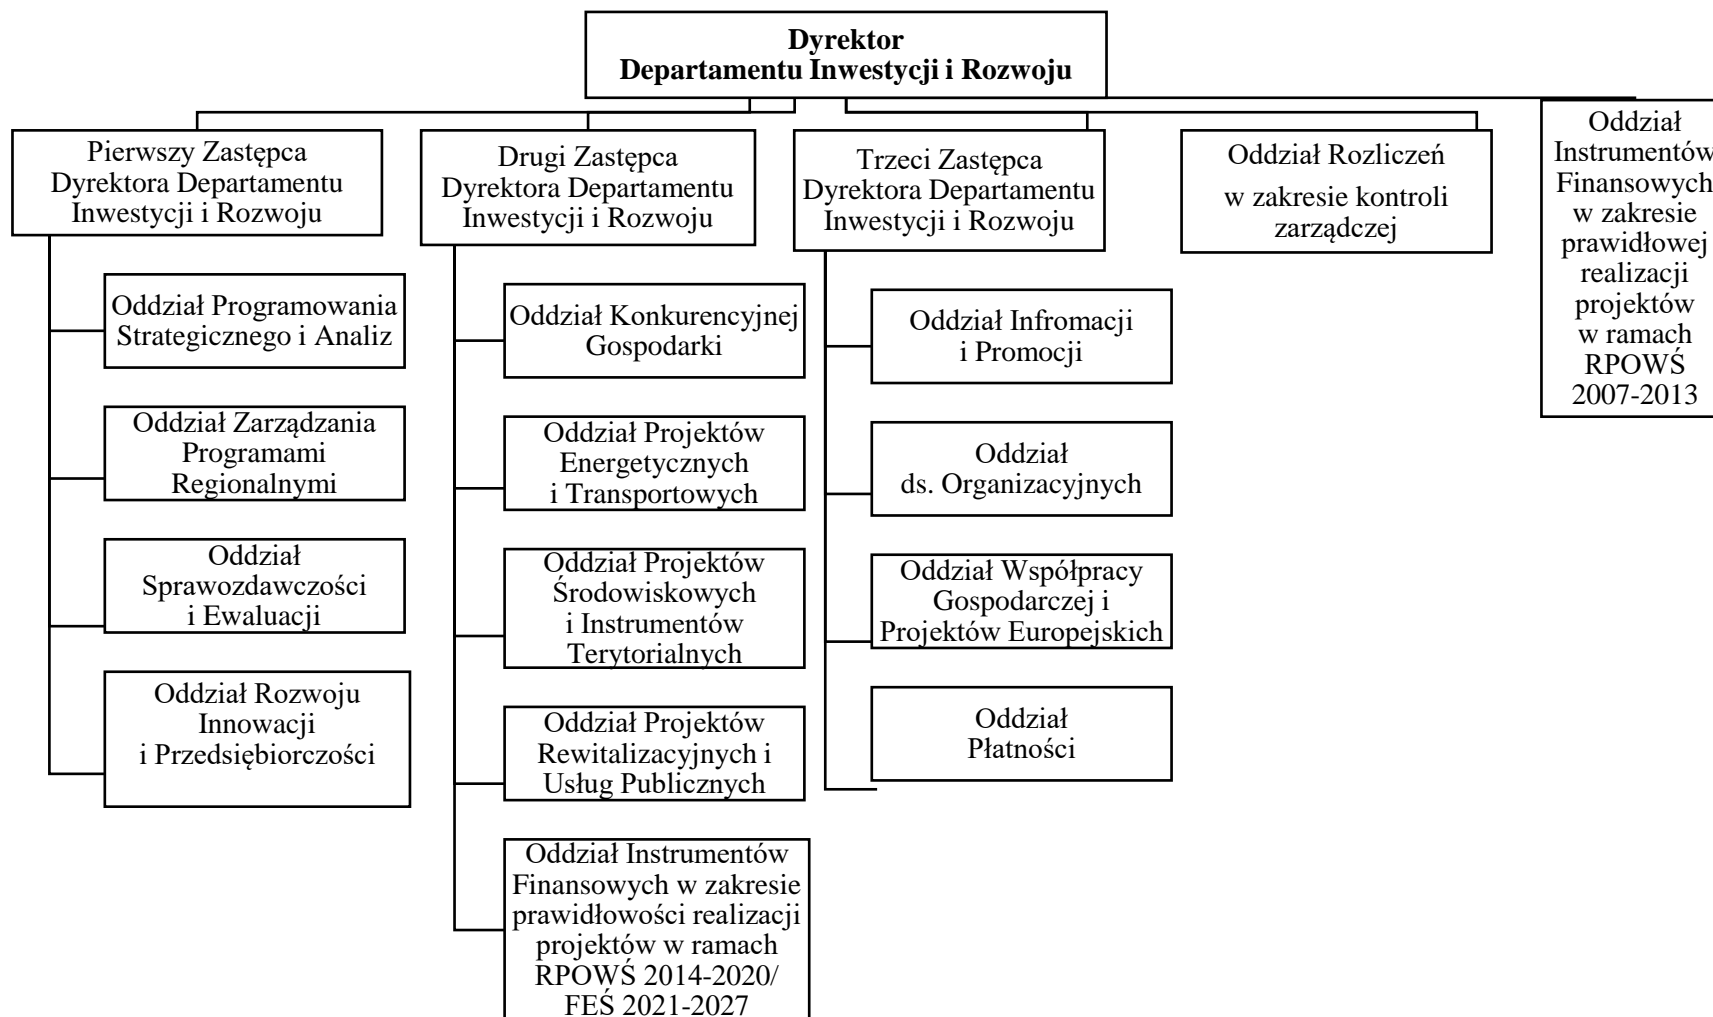 Dyrektor
Departamentu Inwestycji i Rozwoju
Pierwszy Zastępca
Dyrektora Departamentu
Inwestycji i Rozwoju
Oddział Programowania
Strategicznego i Analiz
Oddział Zarządzania
Programami
Regionalnymi
Oddział
Sprawozdawczości
i Ewaluacji
Oddział Rozwoju
Innowacji
i Przedsiębiorczości
Drugi Zastępca
Dyrektora Departamentu
Inwestycji i Rozwoju
Oddział Konkurencyjnej
Gospodarki
Oddział Projektów
Energetycznych
i Transportowych
Oddział Projektów
Środowiskowych
i Instrumentów
Terytorialnych
Oddział Projektów
Rewitalizacyjnych i
Usług Publicznych
Oddział Instrumentów
Finansowych w zakresie
prawidłowości realizacji
projektów w ramach
RPOWŚ 2014-2020/
FEŚ 2021-2027
Trzeci Zastępca
Dyrektora Departamentu
Inwestycji i Rozwoju
Oddział Infromacji
i Promocji
Oddział
ds. Organizacyjnych
Oddział Współpracy
Gospodarczej i
Projektów Europejskich
Oddział
Płatności
Oddział Rozliczeń
w zakresie kontroli
zarządczej
Oddział
Instrumentów
Finansowych
w zakresie
prawidłowej
realizacji
projektów
w ramach
RPOWŚ
2007-2013